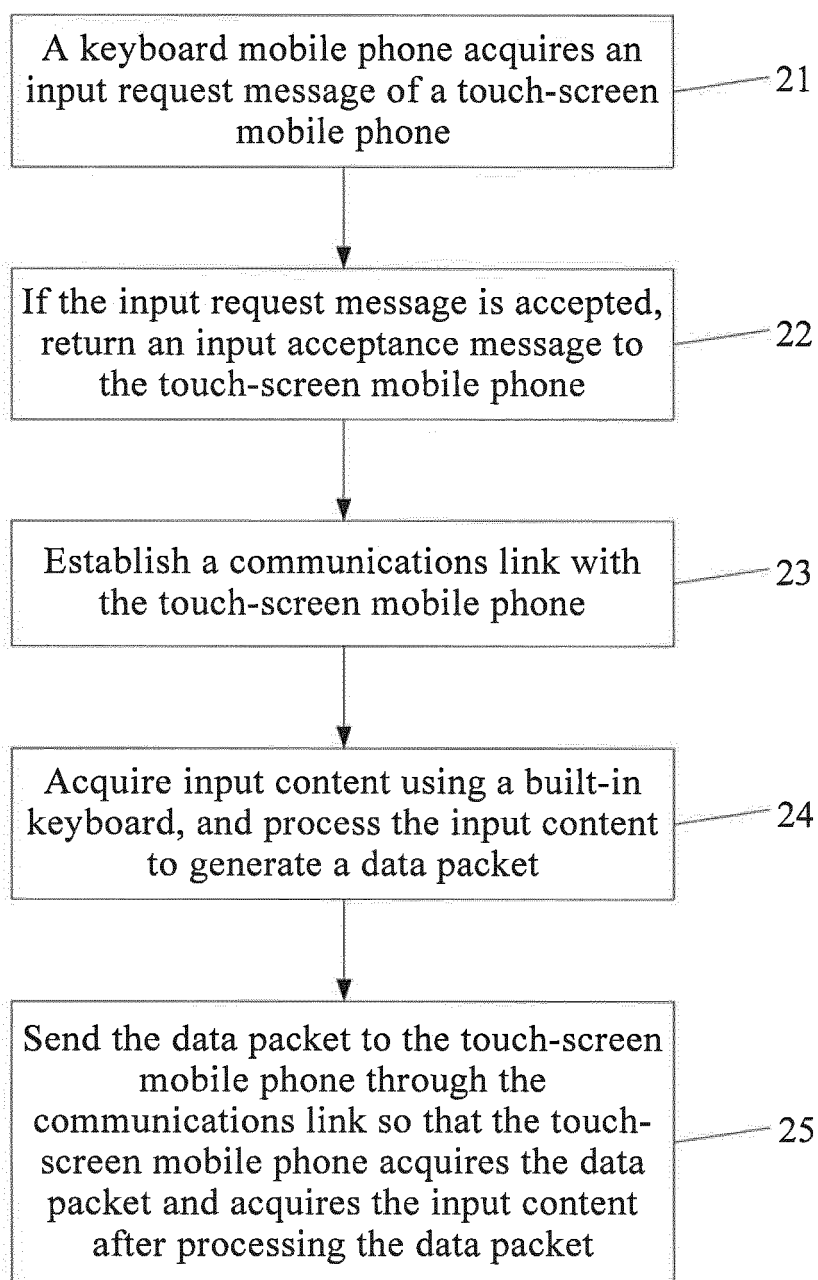 A keyboard mobile phone acquires an
input request message of a touch-screen
mobile phone
21
If the input request message is accepted,
return an input acceptance message to
the touch-screen mobile phone
22
Establish a communications link with
the touch-screen mobile phone
23
Acquire input content using a built-in
keyboard, and process the input content
to generate a data packet
24
Send the data packet to the touch-screen
mobile phone through the
communications link so that the touch-
screen mobile phone acquires the data
packet and acquires the input content
after processing the data packet
25